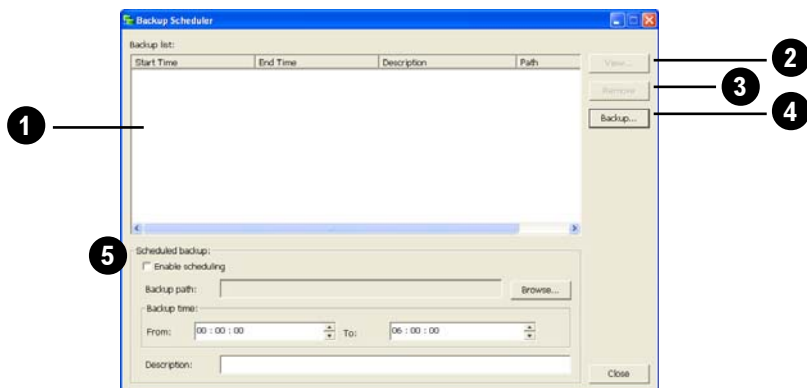 Backup Scheduler
Backup list:
Start Time End Time Description Path
View...
Remove
Backup...
1
2
3
4
5
Scheduled backup:
Enable scheduling
Backup path:
Browse...
Backup time:
From: 00 : 00 : 00 To: 06 : 00 : 00
Description:
Close